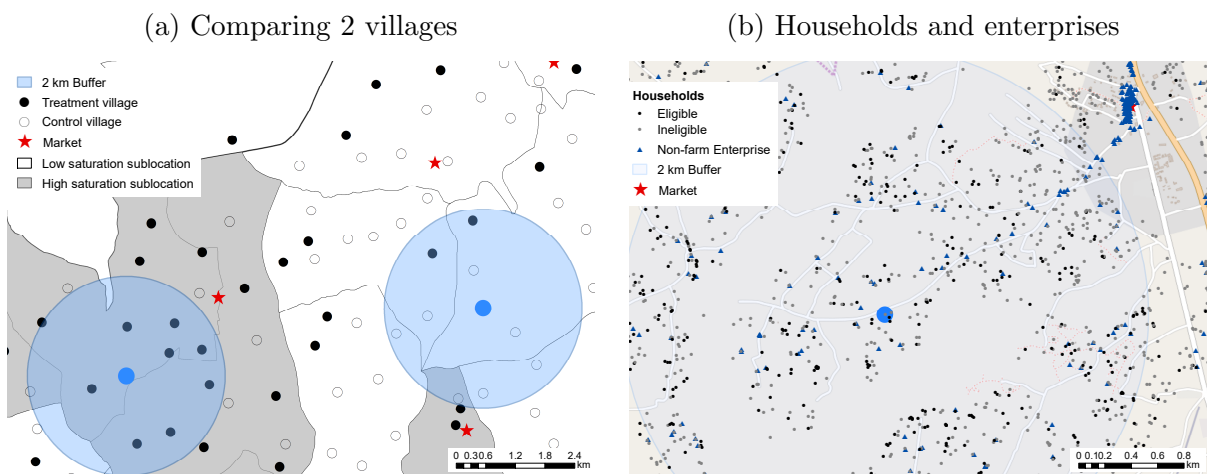 (a) Comparing 2 villages
2 km Buffer
Treatment village
Control village
Market
Low saturation sublocation
High saturation sublocation
0 0.30.6 1.2 1.8 2.4
km
(b) Households and enterprises
Households
Eligible
Ineligible
Non-farm Enterprise
2 km Buffer
Market
0 0.10.2 0.4 0.6 0.8
km